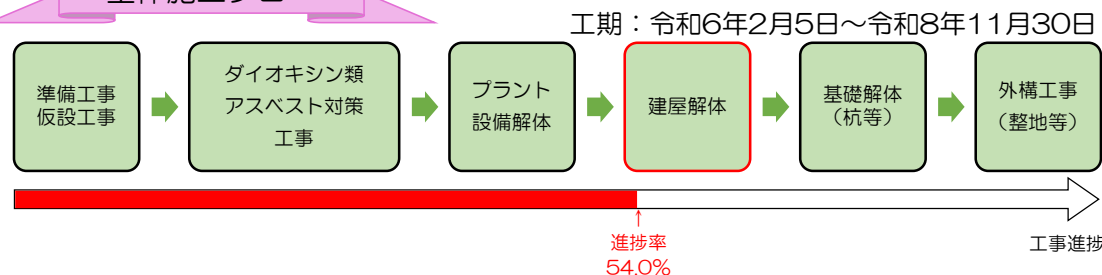 工期：令和6年2月5日～令和8年11月30日
準備工事
仮設工事
ダイオキシン類
アスベスト対策
工事
プラント
設備解体
建屋解体
基礎解体
（杭等）
外構工事
（整地等）
進捗率
54.0%
工事進捗